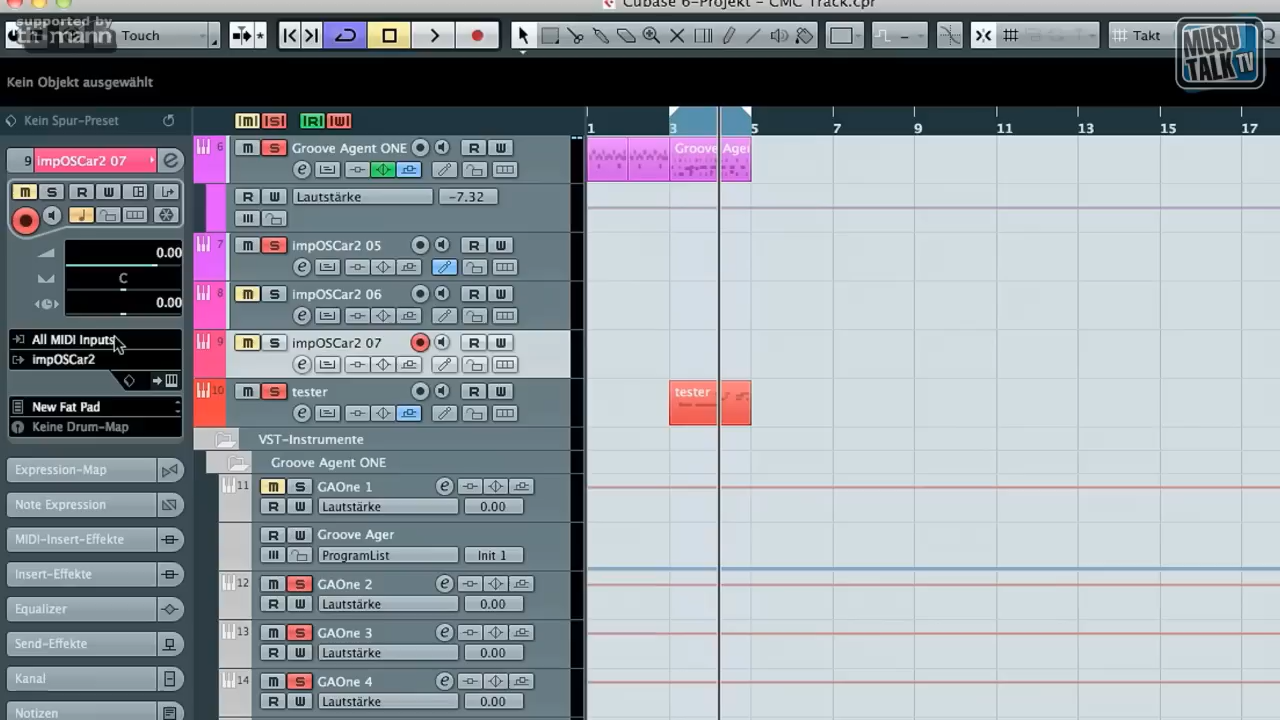 Cubase 6-Projekt - CMC Track.cpr
supported by
th mann
Touch
Takt
MUSO
TALK
TV
Kein Objekt ausgewählt
Kein Spur-Preset
[M] [S] [R] [W]
1 3 5 7 9 11 13 15 17
9 impOSCar2 07
M S R W
0.00
C
0.00
All MIDI Inputs
impOSCar2
New Fat Pad
Keine Drum-Map
Expression-Map
Note Expression
MIDI-Insert-Effekte
Insert-Effekte
Equalizer
Send-Effekte
Kanal
Notizen
6 m S Groove Agent ONE R W
e
R W Lautstärke -7.32
7 m S impOSCar2 05 R W
e
8 m S impOSCar2 06 R W
e
9 m S impOSCar2 07 R W
e
10 m S tester R W
e
VST-Instrumente
Groove Agent ONE
11 m S GAOne 1 e
R W Lautstärke 0.00
R W Groove Ager
ProgramList Init 1
12 m S GAOne 2 e
R W Lautstärke 0.00
13 m S GAOne 3 e
R W Lautstärke 0.00
14 m S GAOne 4 e
R W Lautstärke 0.00
Groove Agei
tester